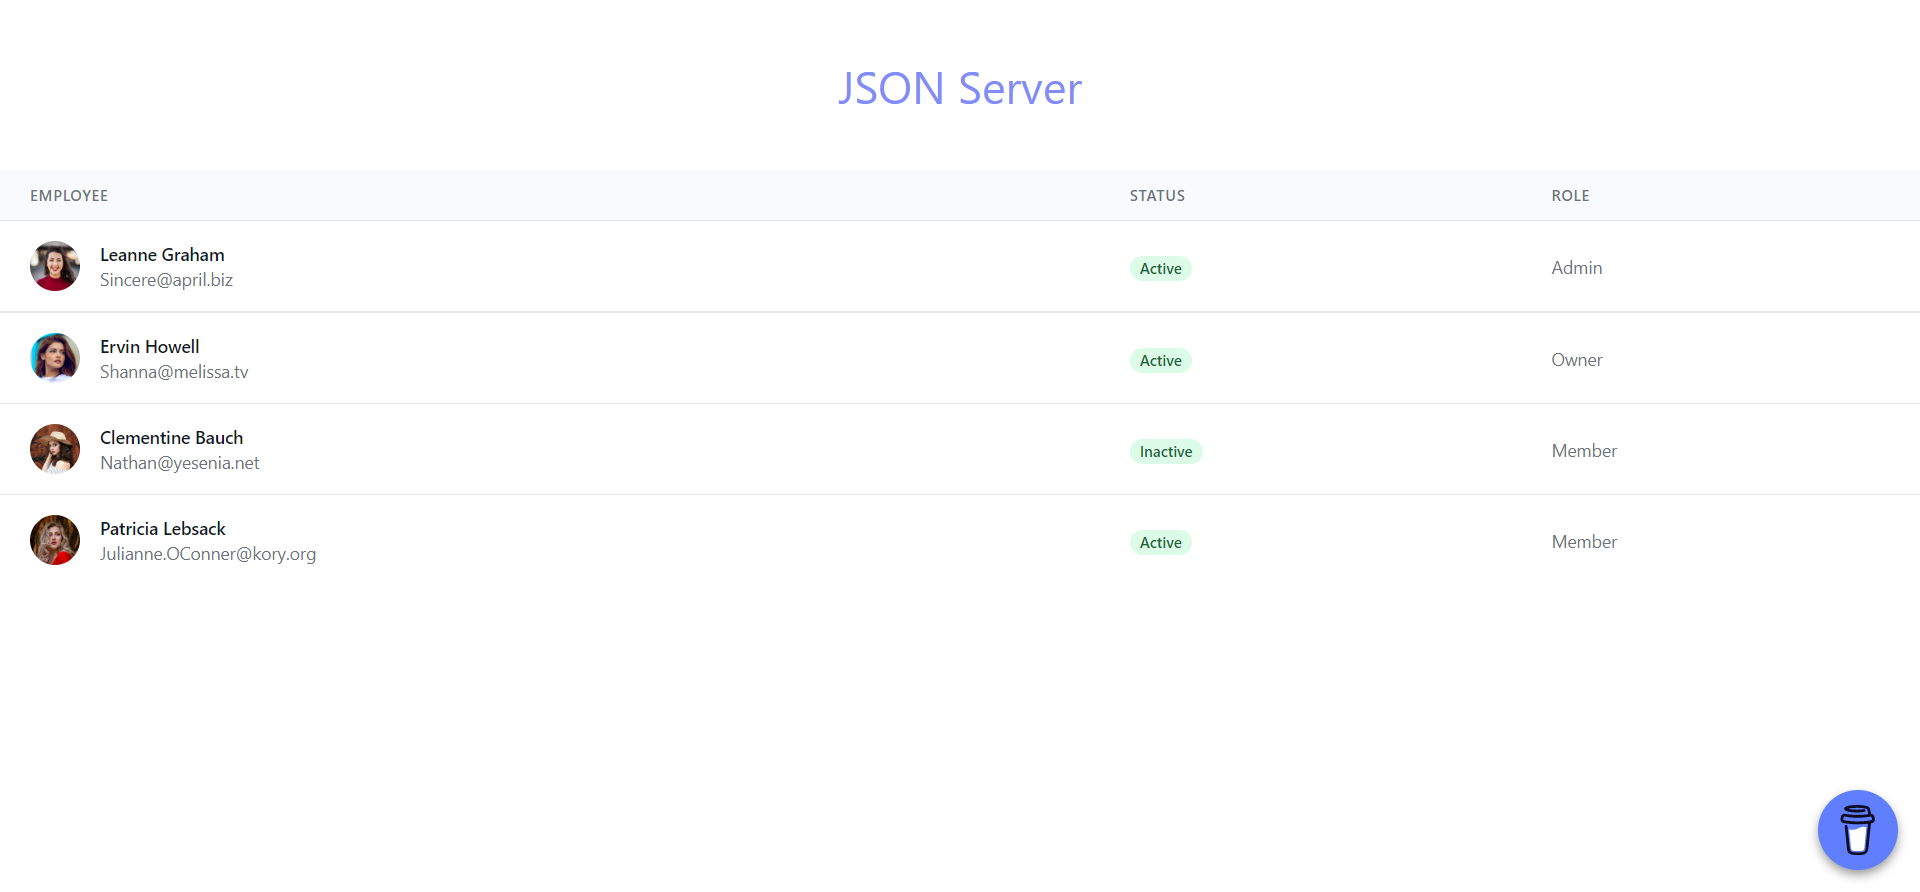 JSON Server
EMPLOYEE STATUS ROLE
Leanne Graham
Sincere@april.biz
Active
Admin
Ervin Howell
Shanna@melissa.tv
Active
Owner
Clementine Bauch
Nathan@yesenia.net
Inactive
Member
Patricia Lebsack
Julianne.OConner@kory.org
Active
Member